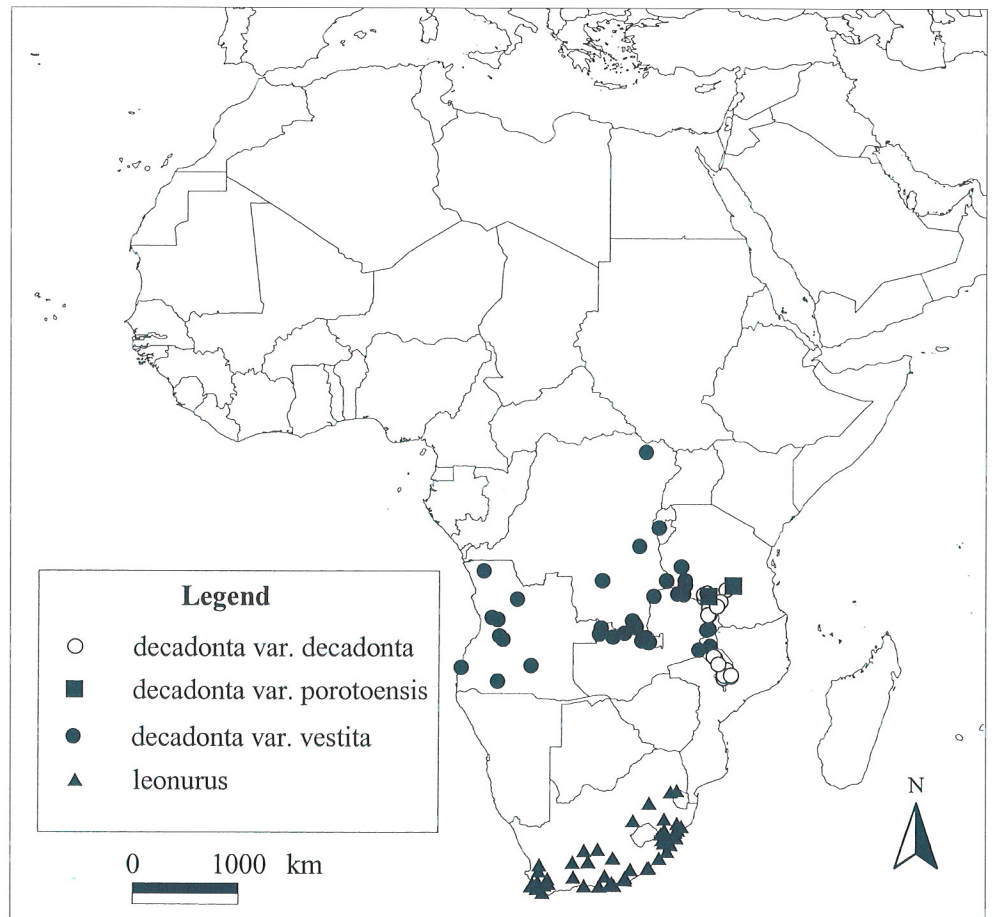 Legend
decadonta var. decadonta
decadonta var. porotoensis
decadonta var. vestita
leonurus
0 1000 km
N